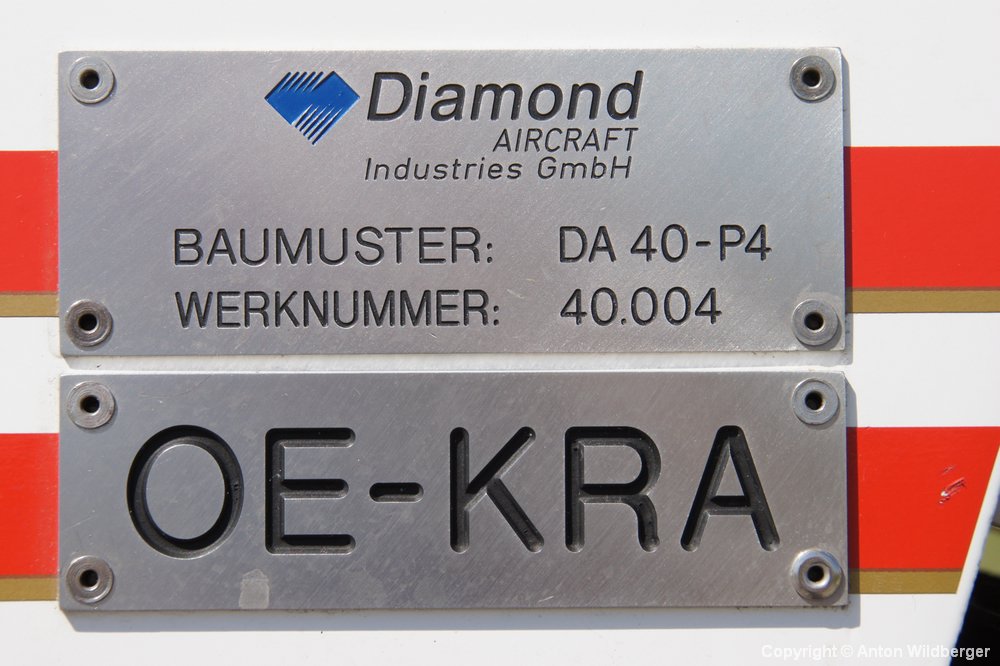 Diamond
AIRCRAFT
Industries GmbH
BAUMUSTER: DA 40-P4
WERKNUMMER: 40.004
OE-KRA
Copyright © Anton Wildberger